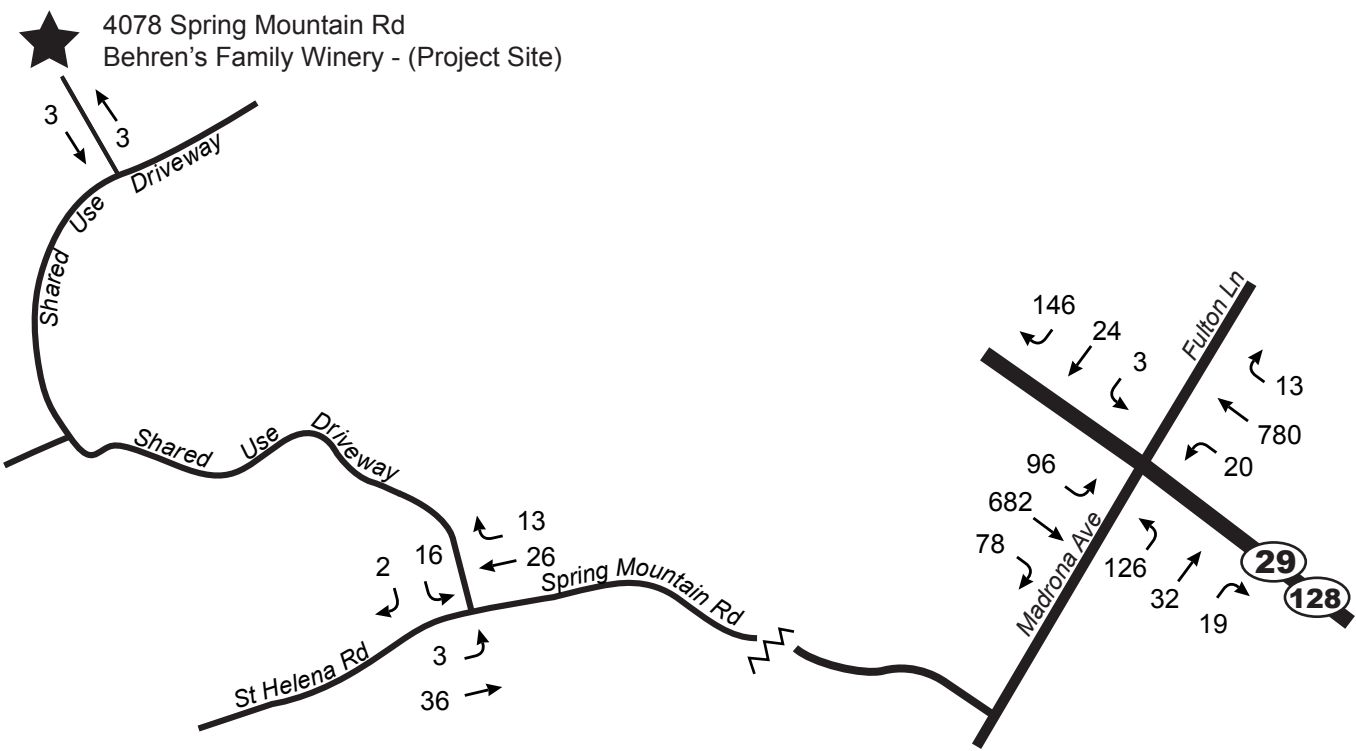 4078 Spring Mountain Rd
Behren's Family Winery - (Project Site)
3
3
Shared Use Driveway
Shared Use Driveway
13
26
16
2
3
36
Spring Mountain Rd
St Helena Rd
146
24
3
Fulton Ln
13
780
20
96
682
78
Madrona Ave
126
32
19
29
128